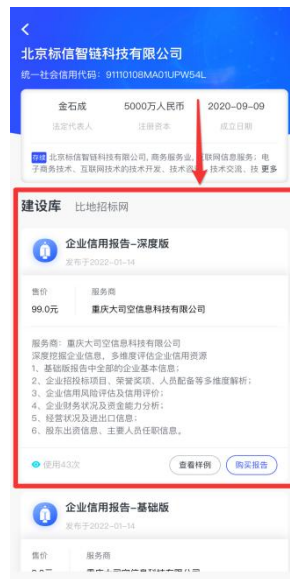 北京标信智链科技有限公司
统一社会信用代码：91110108MA01UPW54L
金石成 5000万人民币 2020-09-09
法定代表人 注册资本 成立日期
存续 北京标信智链科技有限公司, 商务服务业, 互联网信息服务；电
子商务技术、互联网技术的技术开发、技术咨询、技术交流、技 更多
建设库 比地招标网
企业信用报告-深度版
发布于2022-01-14
售价 服务商
99.0元 重庆大司空信息科技有限公司
服务商：重庆大司空信息科技有限公司
深度挖掘企业信息，多维度评估企业信用资源
1、基础版报告中全部的企业基本信息；
2、企业招投标项目、荣誉奖项、人员配备等多维度解析；
3、企业信用风险评估及信用评价；
4、企业财务状况及资金能力分析；
5、经营状况及进出口信息；
6、股东出资信息、主要人员任职信息。
使用43次 查看样例 购买报告
企业信用报告-基础版
发布于2022-01-14
售价 服务商